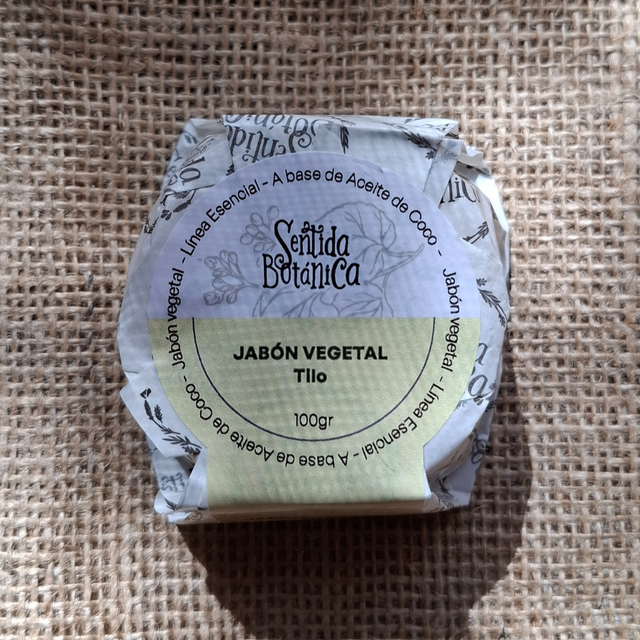 Jabón vegetal - Línea Esencial - A base de Aceite de Coco -
Sentida
Botánica
JABÓN VEGETAL
TIlo
100gr
Jabón vegetal - Línea Esencial - A base de Aceite de Coco -